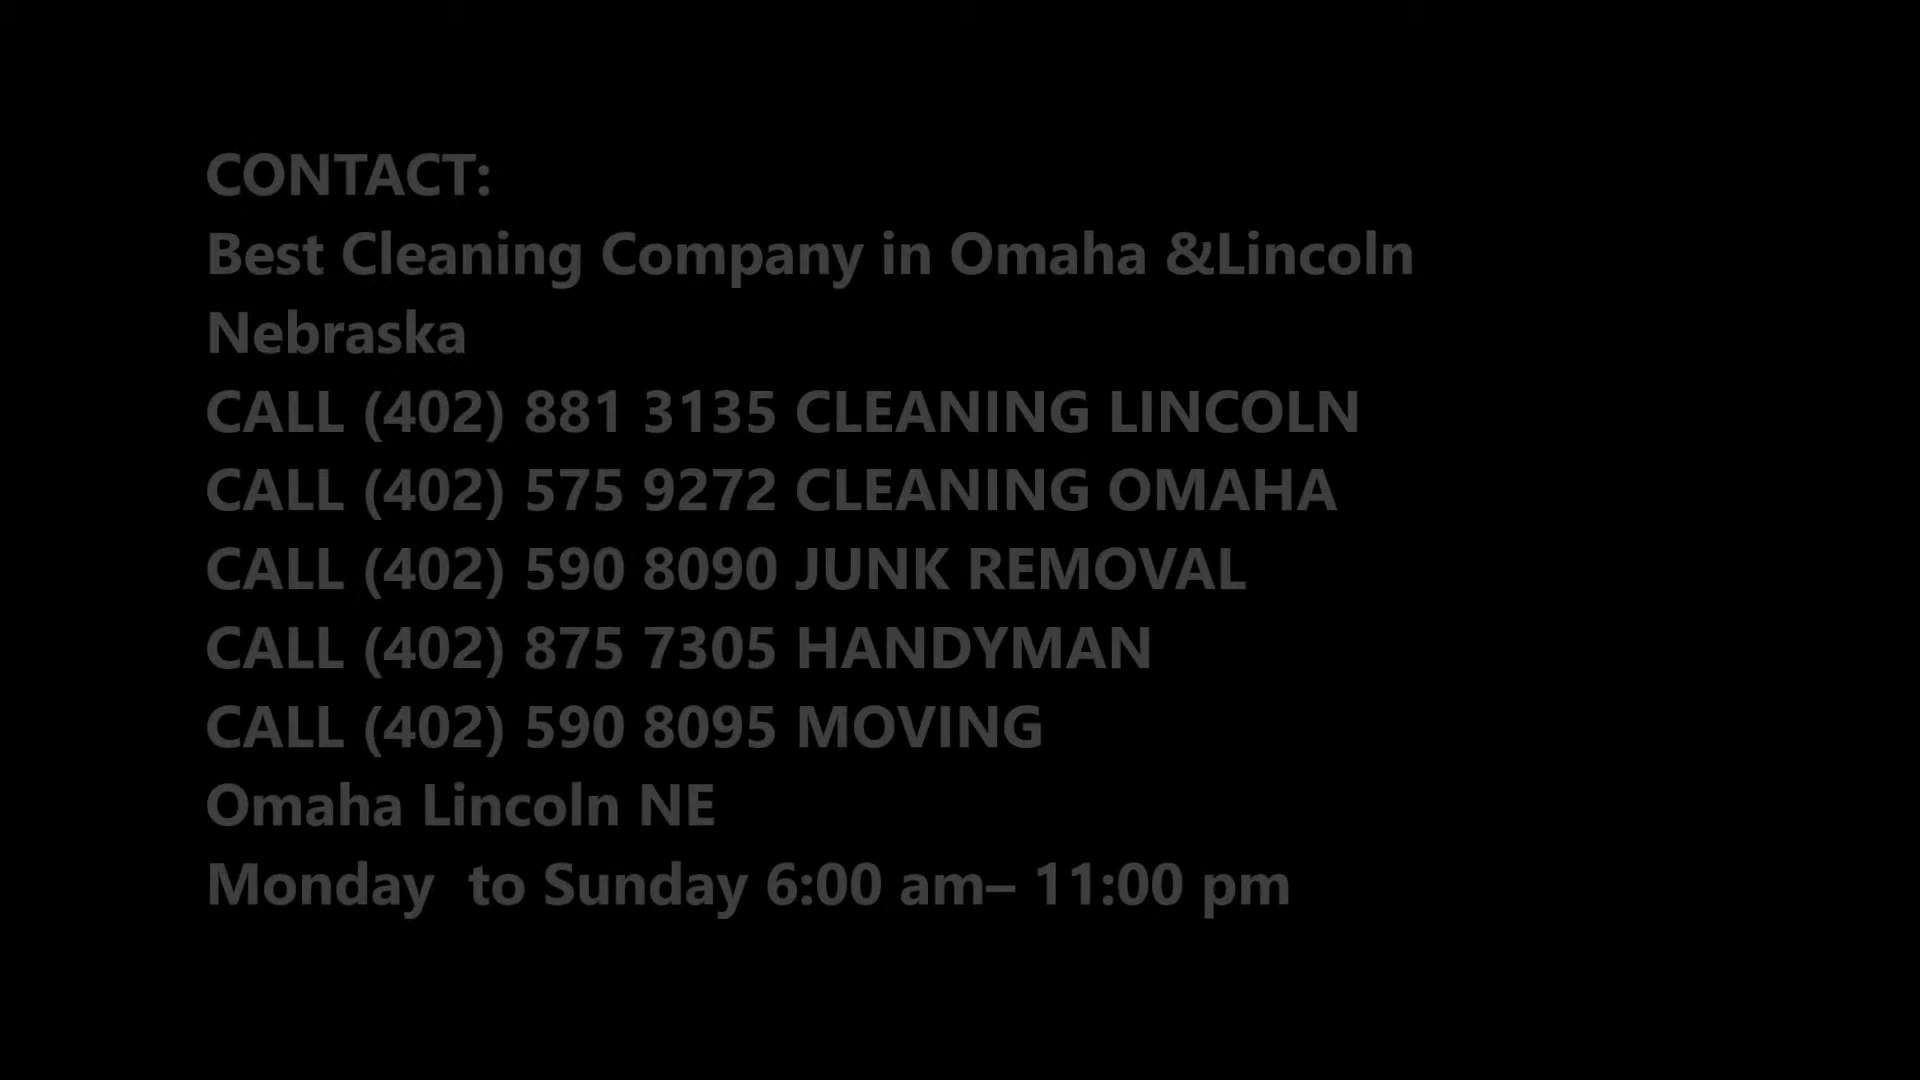 CONTACT:
Best Cleaning Company in Omaha &Lincoln
Nebraska
CALL (402) 881 3135 CLEANING LINCOLN
CALL (402) 575 9272 CLEANING OMAHA
CALL (402) 590 8090 JUNK REMOVAL
CALL (402) 875 7305 HANDYMAN
CALL (402) 590 8095 MOVING
Omaha Lincoln NE
Monday  to Sunday 6:00 am– 11:00 pm